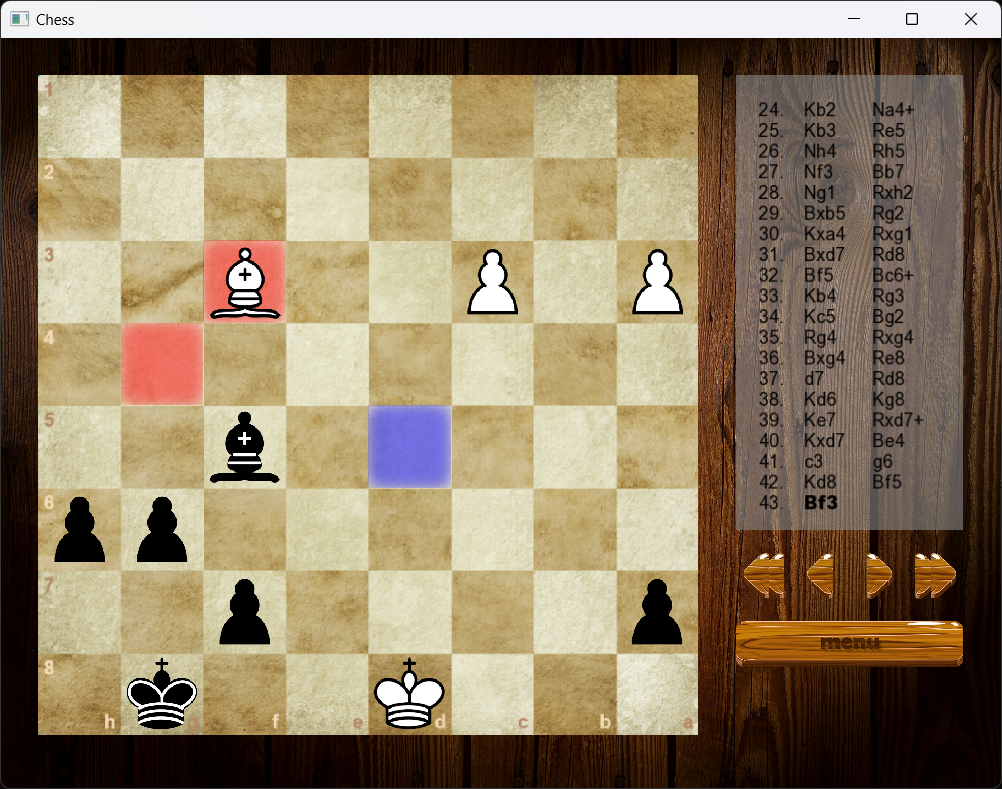 Chess
24. Kb2 Na4+
25. Kb3 Re5
26. Nh4 Rh5
27. Nf3 Bb7
28. Ng1 Rxh2
29. Bxb5 Rg2
30. Kxa4 Rxg1
31. Bxd7 Rd8
32. Bf5 Bc6+
33. Kb4 Rg3
34. Kc5 Bg2
35. Rg4 Rxg4
36. Bxg4 Re8
37. d7 Rd8
38. Kd6 Kg8
39. Ke7 Rxd7+
40. Kxd7 Be4
41. c3 g6
42. Kd8 Bf5
43. Bf3
menu
1
2
3
4
5
6
7
8
h g f e d c b a